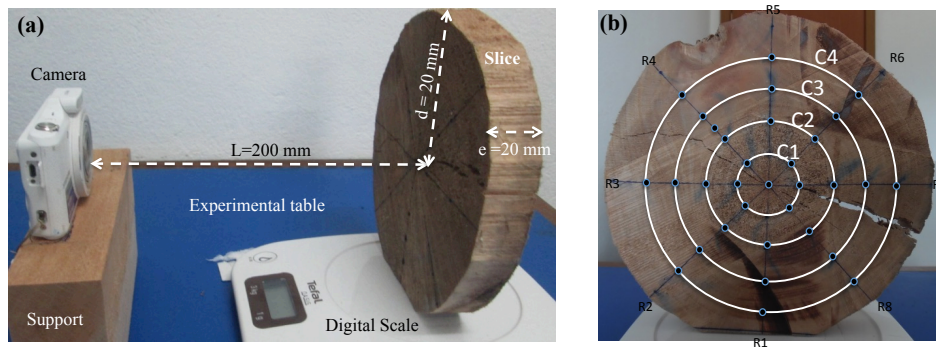 (a)
Camera
L=200 mm
d = 20 mm
Slice
e =20 mm
Experimental table
Tefal
Digital Scale
Support
(b)
R5
R4
R6
C4
C3
C2
C1
R3
R2
R8
R1